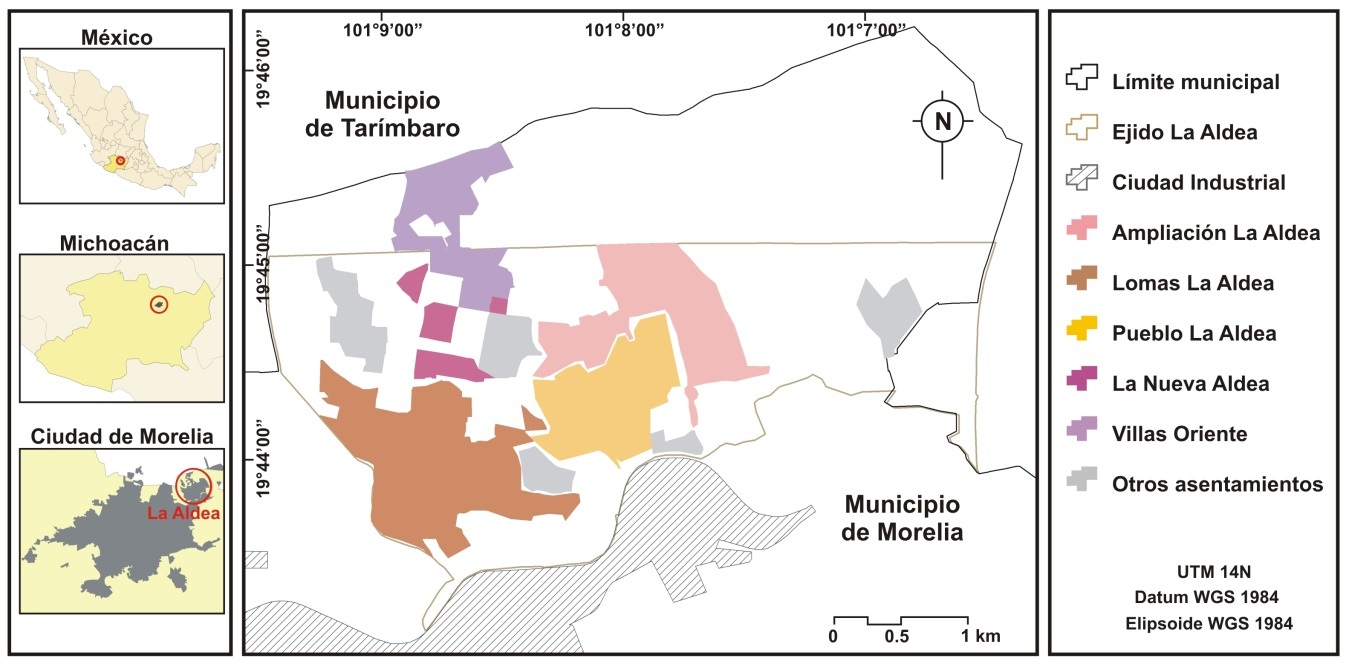 México
Michoacán
Ciudad de Morelia
La Aldea
101°9'00”
101°8'00”
101°7'00”
19°46'00”
19°45'00”
19°44'00”
Municipio
de Tarímbaro
N
Municipio
de Morelia
0 0.5 1 km
Límite municipal
Ejido La Aldea
Ciudad Industrial
Ampliación La Aldea
Lomas La Aldea
Pueblo La Aldea
La Nueva Aldea
Villas Oriente
Otros asentamientos
UTM 14N
Datum WGS 1984
Elipsoide WGS 1984